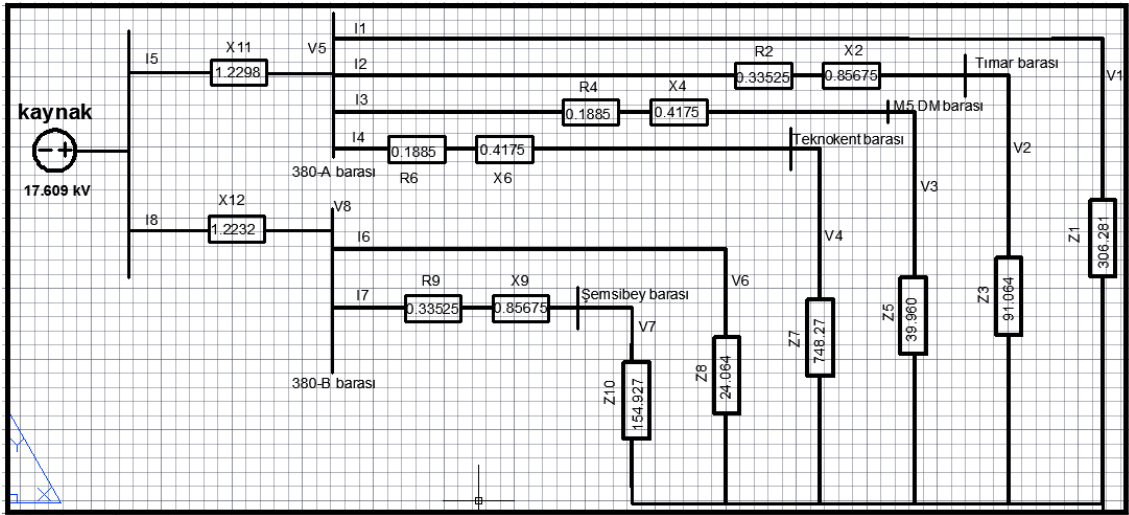 I1
X11
V5
I5
1.2298
I2
R2
X2
0.33525
0.85675
Tımar barası
V1
kaynak
I3
R4
X4
0.1885
0.4175
M5 DM barası
I4
0.1885
0.4175
Teknokent barası
V2
17.609 kV
380-A barası
R6
X6
V3
X12
V8
I8
1.2232
I6
V4
Z1
306.281
R9
X9
V6
I7
0.33525
0.85675
Şemsibey barası
V7
Z3
91.064
Z5
39.960
Z7
748.27
Z8
24.064
380-B barası
Z10
154.927
Y
X